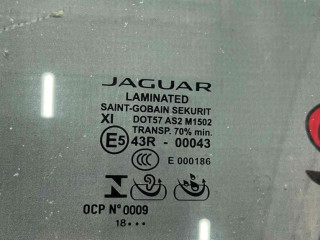 JAGUAR
LAMINATED
SAINT-GOBAIN SEKURIT
XI DOT57 AS2 M1502
TRANSP. 70% min.
E5 43R - 00043
CCC E 000186
OCP N° 0009
18•••